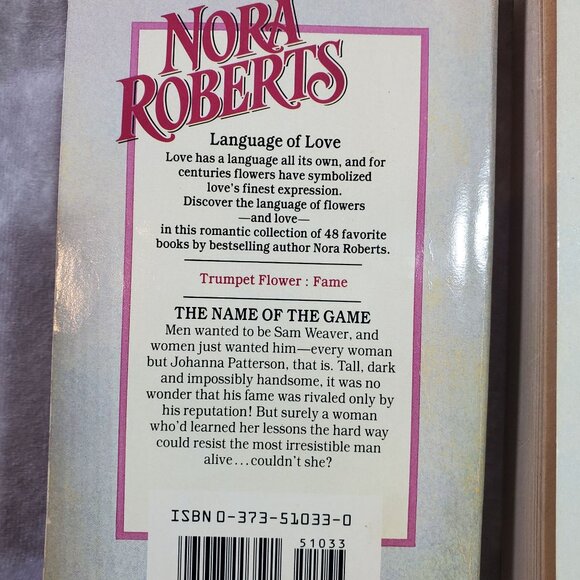 NORA
ROBERTS
Language of Love
Love has a language all its own, and for
centuries flowers have symbolized
love's finest expression.
Discover the language of flowers
—and love—
in this romantic collection of 48 favorite
books by bestselling author Nora Roberts.
Trumpet Flower : Fame
THE NAME OF THE GAME
Men wanted to be Sam Weaver, and
women just wanted him—every woman
but Johanna Patterson, that is. Tall, dark
and impossibly handsome, it was no
wonder that his fame was rivaled only by
his reputation! But surely a woman
who'd learned her lessons the hard way
could resist the most irresistible man
alive...couldn't she?
ISBN 0-373-51033-0
51033